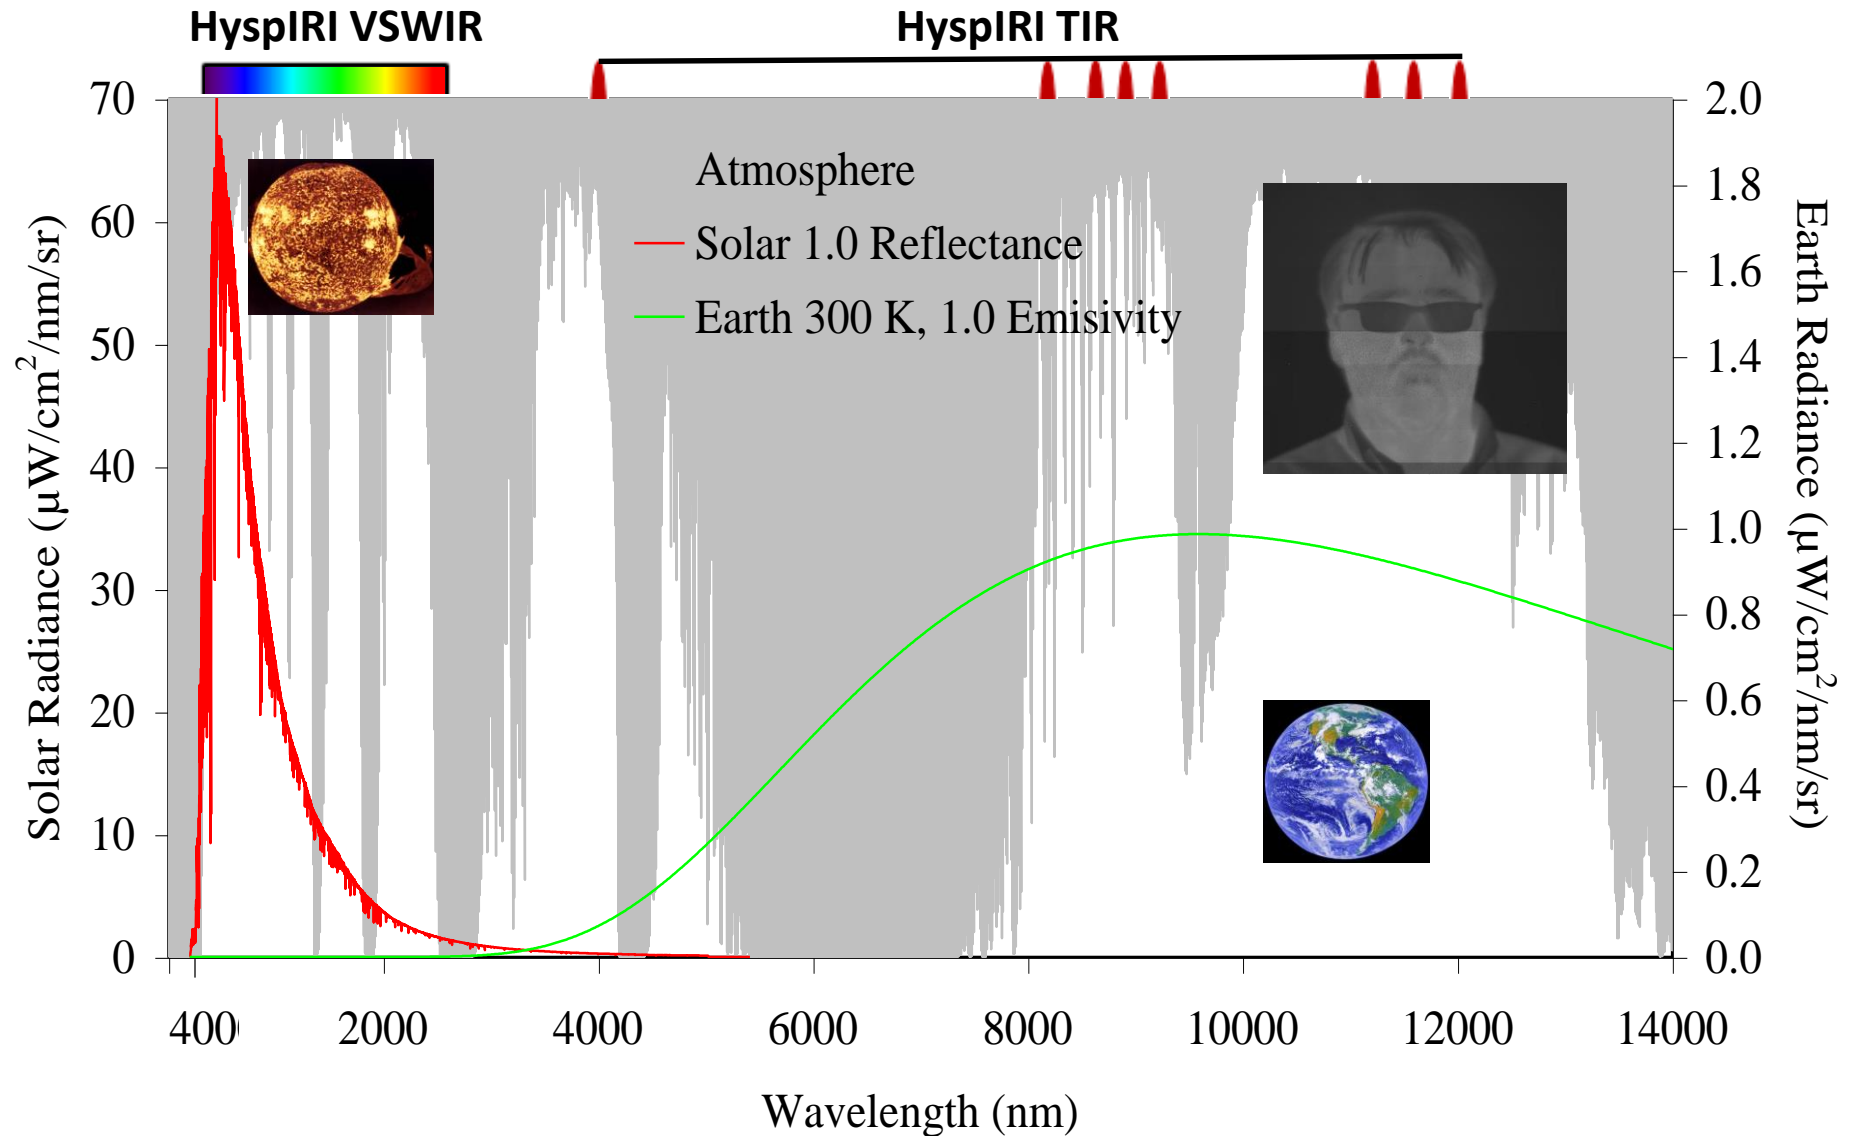 HyspIRI VSWIR
HyspIRI TIR
70
60
50
40
30
20
10
0
Solar Radiance (µW/cm²/nm/sr)
Atmosphere
Solar 1.0 Reflectance
Earth 300 K, 1.0 Emisivity
2.0
1.8
1.6
1.4
1.2
1.0
0.8
0.6
0.4
0.2
0.0
Earth Radiance (µW/cm²/nm/sr)
400 2000 4000 6000 8000 10000 12000 14000
Wavelength (nm)